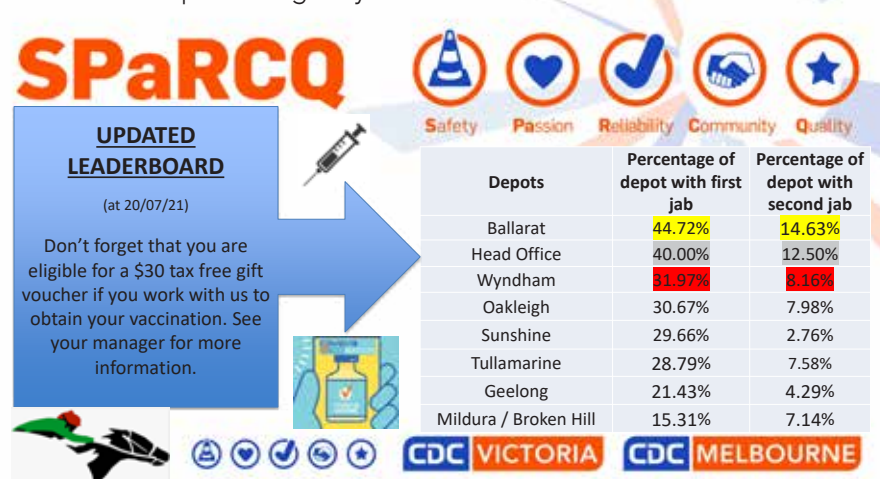 SPaRCQ
Safety Passion Reliability Community Quality
UPDATED
LEADERBOARD
(at 20/07/21)
Don't forget that you are
eligible for a $30 tax free gift
voucher if you work with us to
obtain your vaccination. See
your manager for more
information.
Depots Percentage of depot with first jab Percentage of depot with second jab
Ballarat 44.72% 14.63%
Head Office 40.00% 12.50%
Wyndham 31.97% 8.16%
Oakleigh 30.67% 7.98%
Sunshine 29.66% 2.76%
Tullamarine 28.79% 7.58%
Geelong 21.43% 4.29%
Mildura / Broken Hill 15.31% 7.14%
CDC VICTORIA CDC MELBOURNE